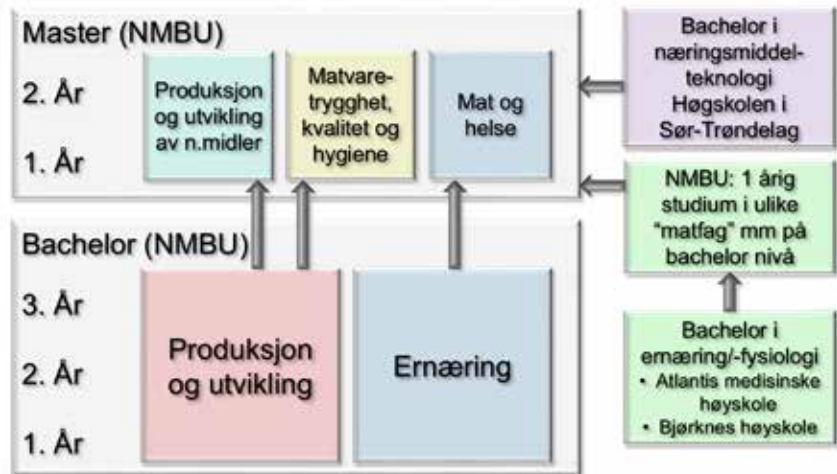 Master (NMBU)
2. År
1. År
Produksjon
og utvikling
av n.midler
Matvare-
trygghet,
kvalitet og
hygiene
Mat og
helse
Bachelor i
næringsmiddel-
teknologi
Høgskolen i
Sør-Trøndelag
NMBU: 1 årig
studium i ulike
"matfag" mm på
bachelor nivå
Bachelor (NMBU)
3. År
2. År
1. År
Produksjon
og utvikling
Ernæring
Bachelor i
ernæring/-fysiologi
• Atlantis medisinske
høyskole
• Bjørknes høyskole